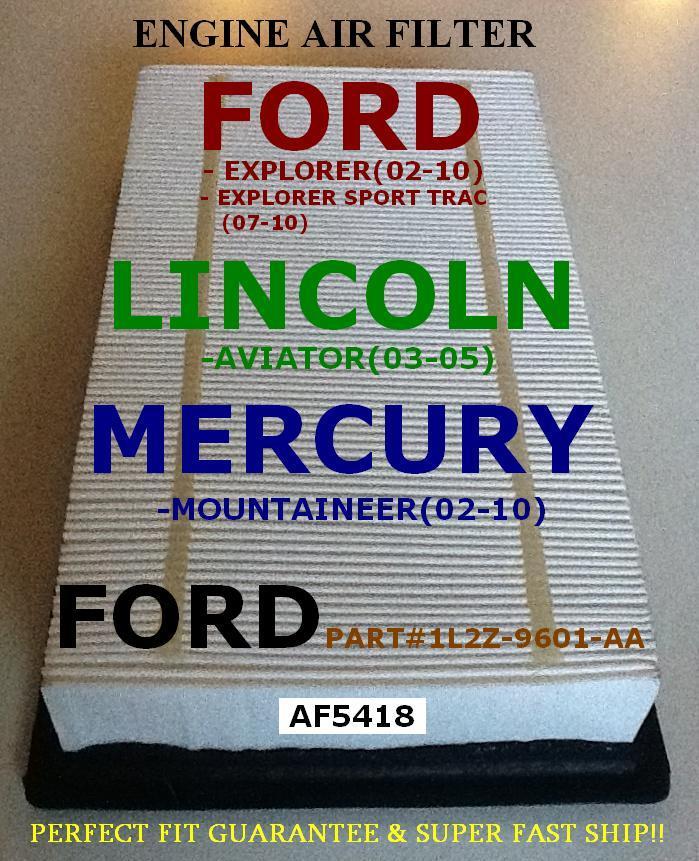 ENGINE AIR FILTER
FORD
- EXPLORER(02-10)
- EXPLORER SPORT TRAC
(07-10)
LINCOLN
-AVIATOR(03-05)
MERCURY
-MOUNTAINEER(02-10)
FORD PART#1L2Z-9601-AA
AF5418
PERFECT FIT GUARANTEE & SUPER FAST SHIP!!